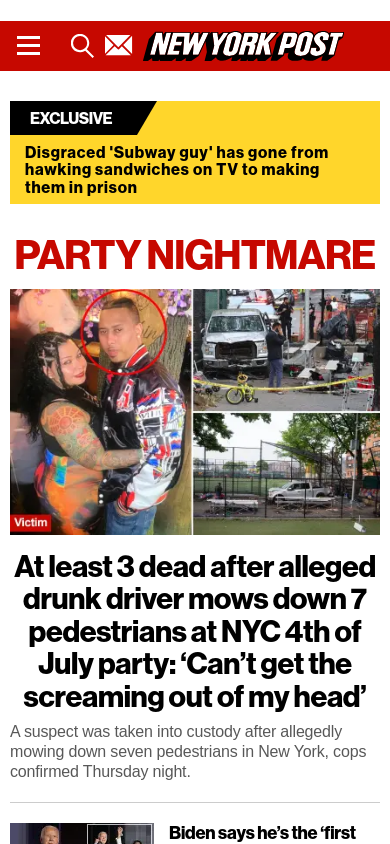 NEW YORK POST
EXCLUSIVE
Disgraced 'Subway guy' has gone from
hawking sandwiches on TV to making
them in prison
PARTY NIGHTMARE
Victim
At least 3 dead after alleged
drunk driver mows down 7
pedestrians at NYC 4th of
July party: ‘Can’t get the
screaming out of my head’
A suspect was taken into custody after allegedly
mowing down seven pedestrians in New York, cops
confirmed Thursday night.
Biden says he’s the ‘first